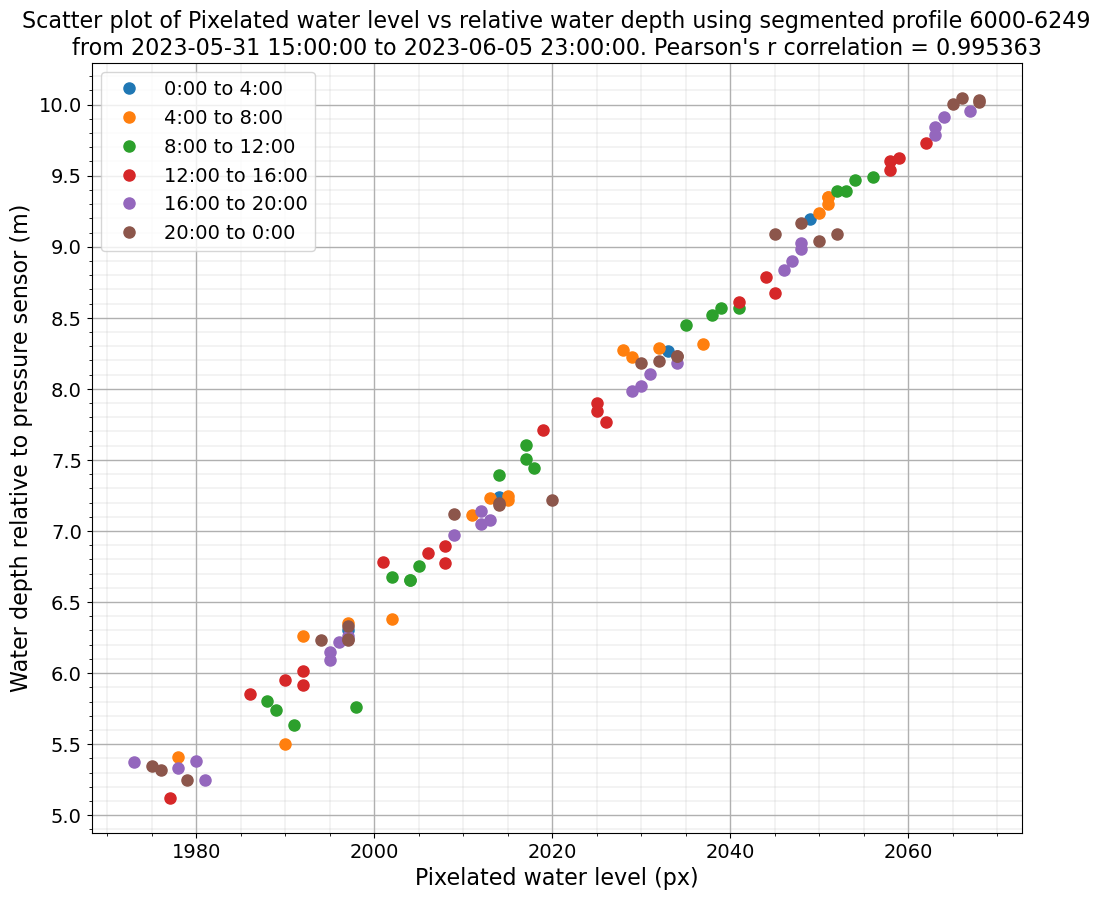 Scatter plot of Pixelated water level vs relative water depth using segmented profile 6000-6249
from 2023-05-31 15:00:00 to 2023-06-05 23:00:00. Pearson's r correlation = 0.995363
0:00 to 4:00
4:00 to 8:00
8:00 to 12:00
12:00 to 16:00
16:00 to 20:00
20:00 to 0:00
Water depth relative to pressure sensor (m)
10.0
9.5
9.0
8.5
8.0
7.5
7.0
6.5
6.0
5.5
5.0
1980
2000
2020
2040
2060
Pixelated water level (px)